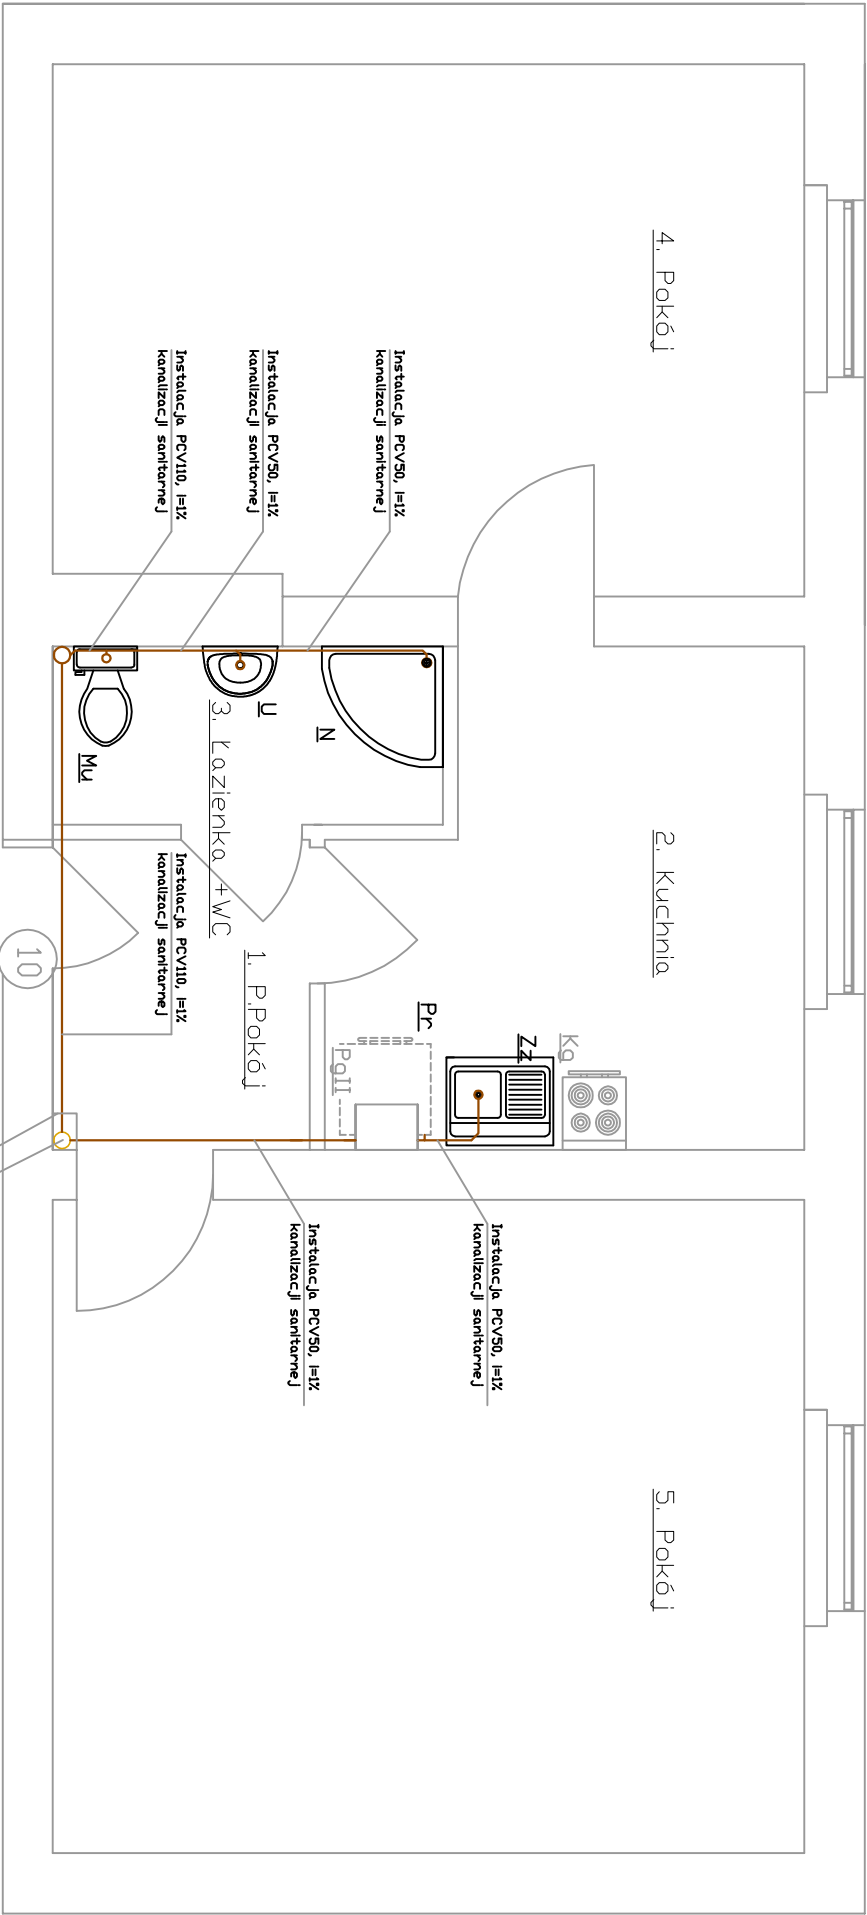 4. Pokój
Instalacja PCV50, i=1%
kanalizacji sanitarnej
Instalacja PCV50, i=1%
kanalizacji sanitarnej
Instalacja PCV110, i=1%
kanalizacji sanitarnej
N
U
Mu
3. Łazienka +WC
2. Kuchnia
Instalacja PCV110, i=1%
kanalizacji sanitarnej
10
1. P.Pokój
Kg
Zz
Pr
PgII
Instalacja PCV50, i=1%
kanalizacji sanitarnej
Instalacja PCV50, i=1%
kanalizacji sanitarnej
5. Pokój